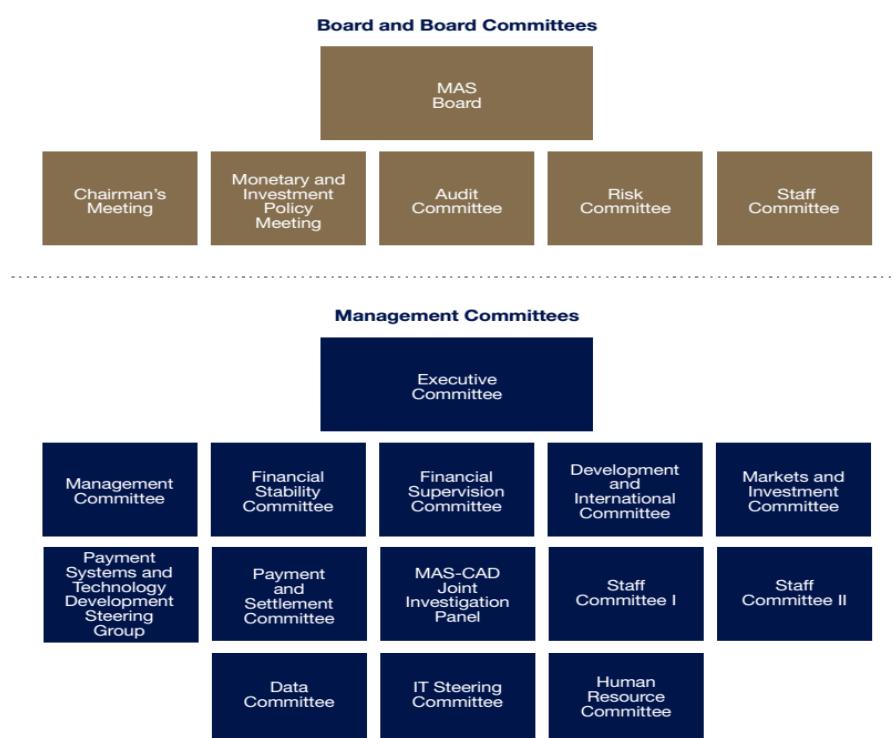 Board and Board Committees
MAS
Board
Chairman's
Meeting
Monetary and
Investment
Policy
Meeting
Audit
Committee
Risk
Committee
Staff
Committee
Management Committees
Executive
Committee
Management
Committee
Financial
Stability
Committee
Financial
Supervision
Committee
Development
and
International
Committee
Markets and
Investment
Committee
Payment
Systems and
Technology
Development
Steering
Group
Payment
and
Settlement
Committee
MAS-CAD
Joint
Investigation
Panel
Staff
Committee I
Staff
Committee II
Data
Committee
IT Steering
Committee
Human
Resource
Committee